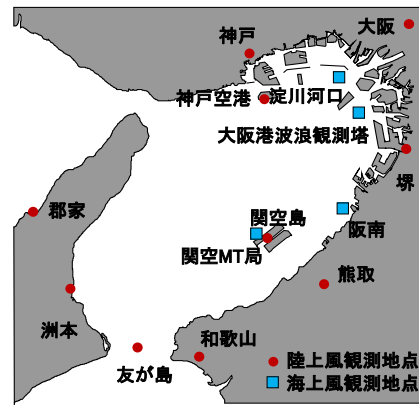 大阪
神戸
神戸空港
淀川河口
大阪港波浪観測塔
堺
郡家
関空島
阪南
関空MT局
熊取
洲本
和歌山
友が島
陸上風観測地点
海上風観測地点